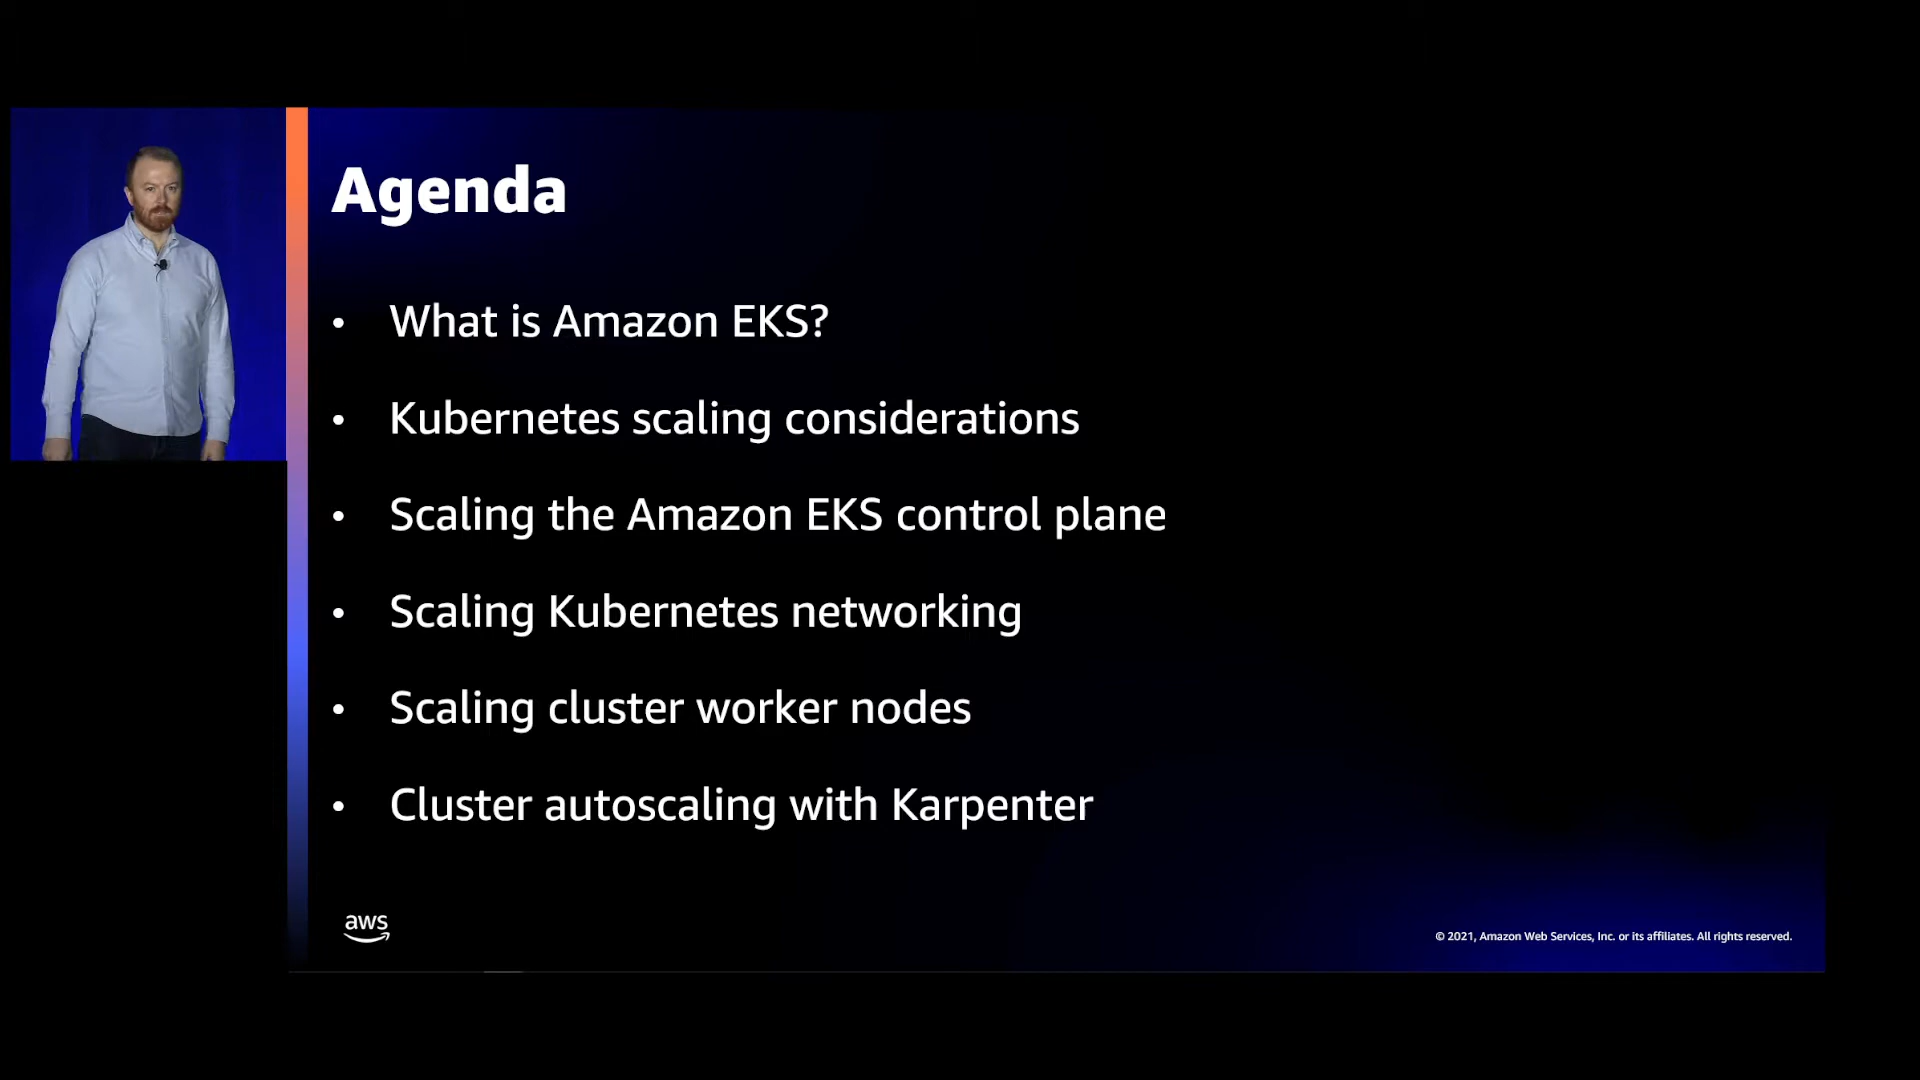 Agenda
• What is Amazon EKS?
• Kubernetes scaling considerations
• Scaling the Amazon EKS control plane
• Scaling Kubernetes networking
• Scaling cluster worker nodes
• Cluster autoscaling with Karpenter
aws
© 2021, Amazon Web Services, Inc. or its affiliates. All rights reserved.